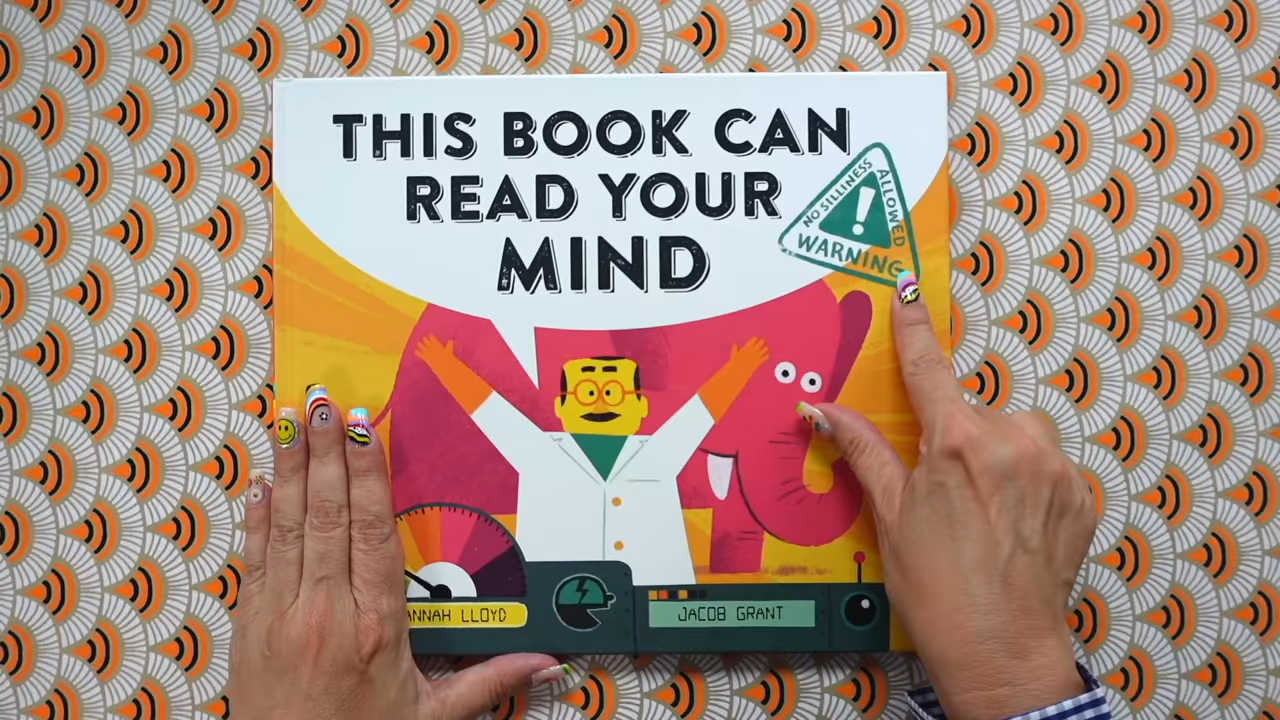 THIS BOOK CAN
READ YOUR
MIND
NO SILLINESS
ALLOWED
WARNING
ANNAH LLOYD
JACOB GRANT